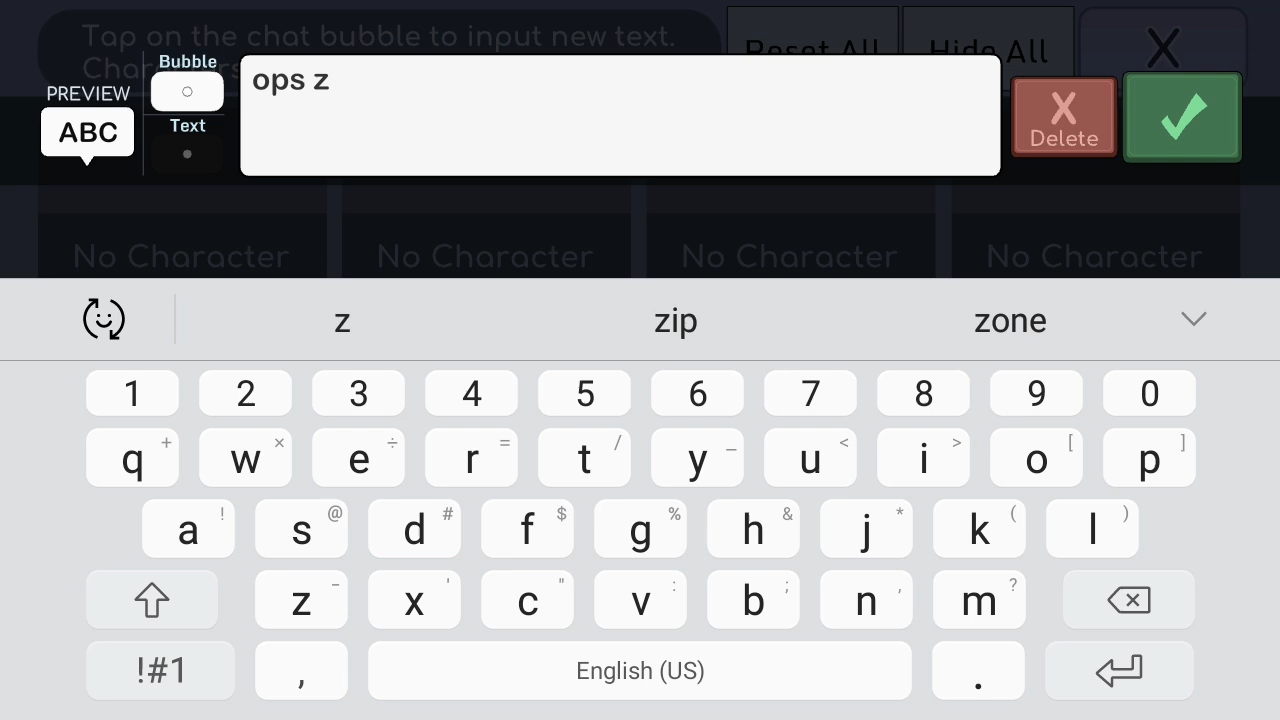 Tap on the chat bubble to input new text.
Reset All
Hide All
X
Bubble
PREVIEW
ABC
Text
ops z
X
Delete
No Character
No Character
No Character
No Character
z
zip
zone
1 2 3 4 5 6 7 8 9 0
q + w × e ÷ r = t / y _ u < i > o [ p ]
a ! s @ d # f $ g % h & j * k ( l )
z - x ' c " v : b ; n , m ?
!#1 , English (US) .